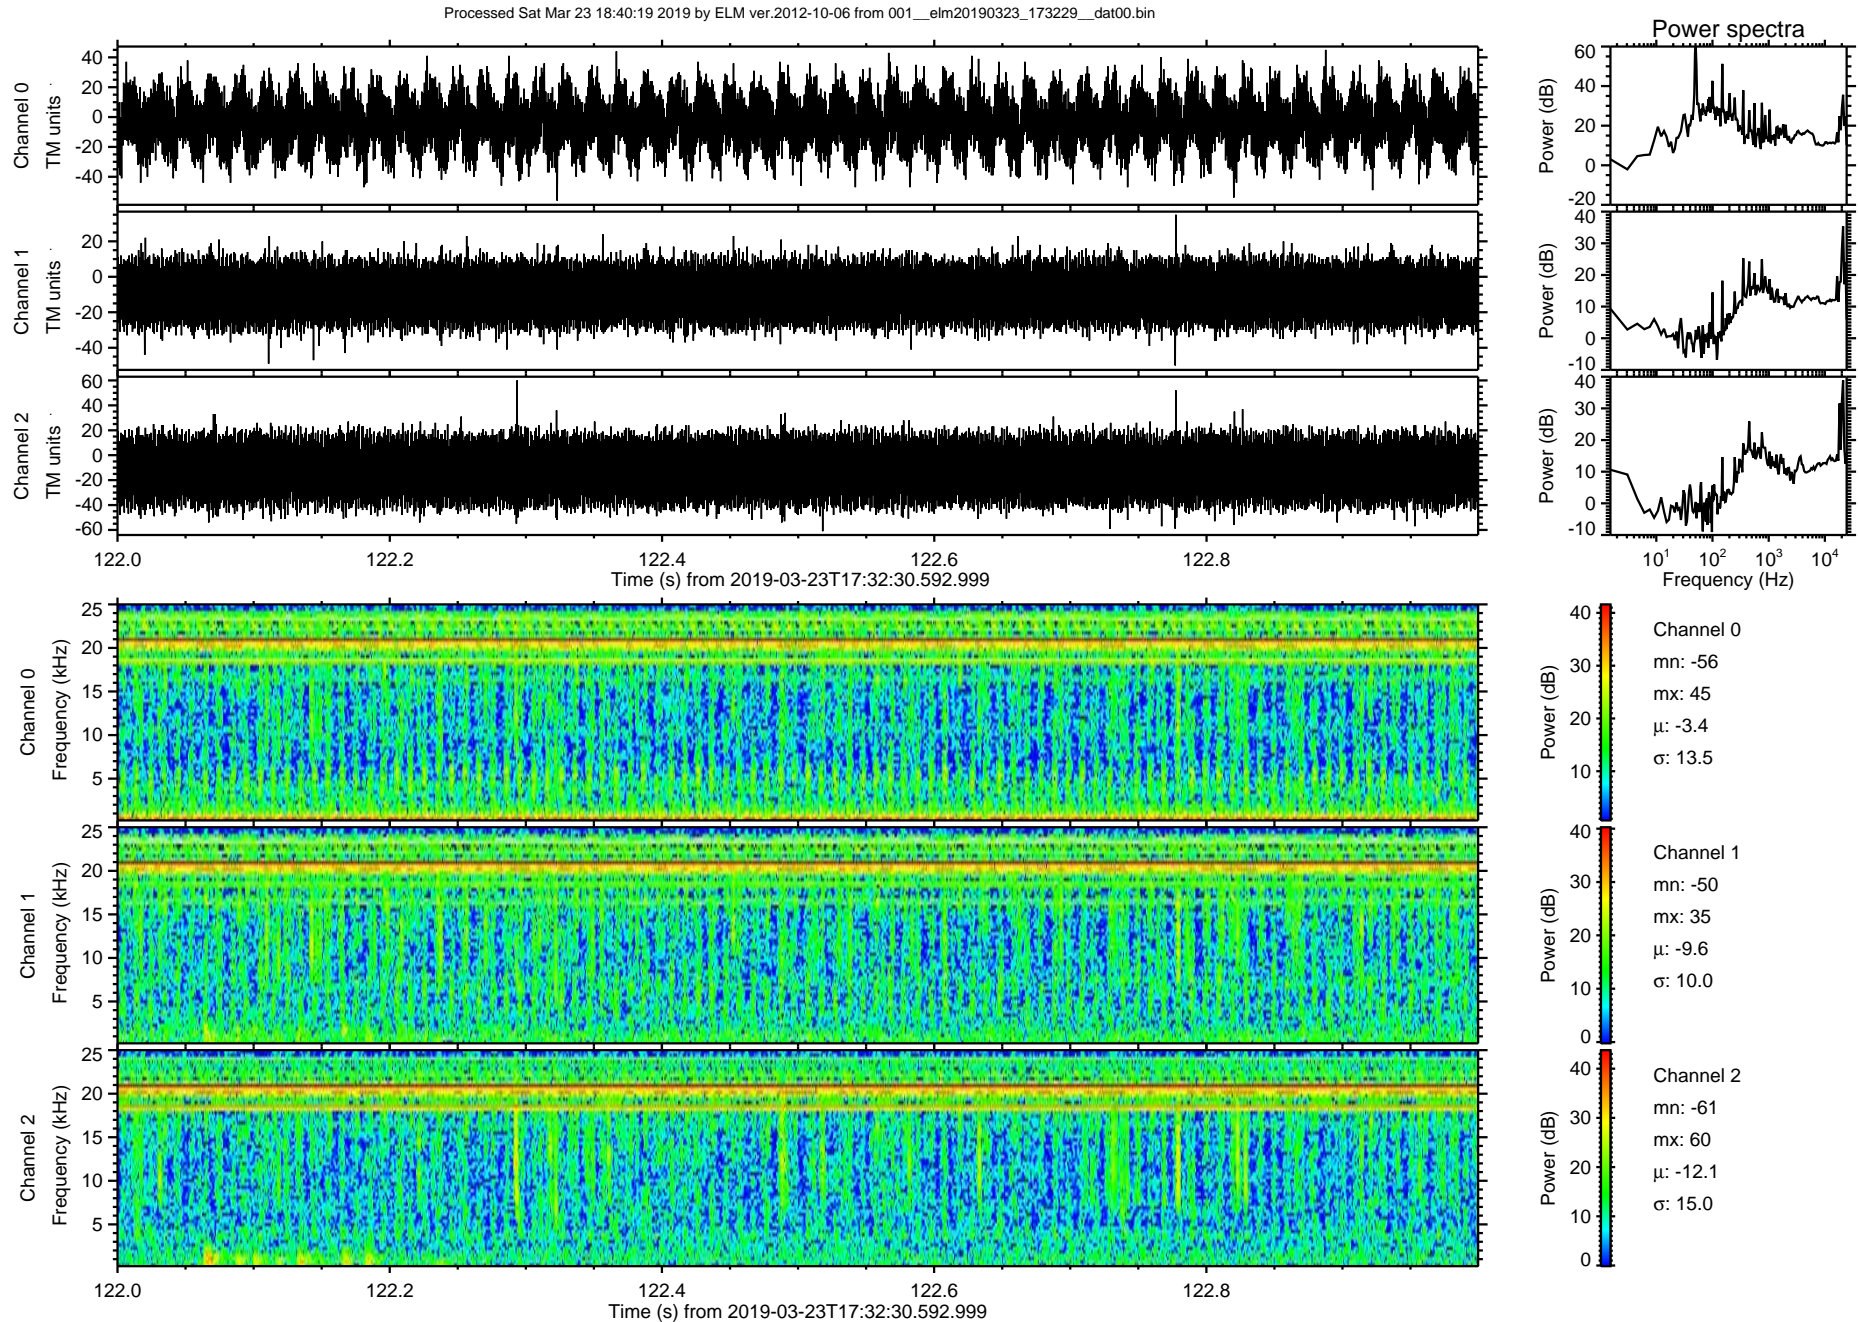 Processed Sat Mar 23 18:40:19 2019 by ELM ver.2012-10-06 from 001__elm20190323_173229__dat00.bin
Power spectra
Channel 0
TM units
40
20
0
-20
-40
Power (dB)
60
40
20
0
-20
Channel 1
TM units
20
0
-20
-40
Power (dB)
40
30
20
10
0
-10
Channel 2
TM units
60
40
20
0
-20
-40
-60
Power (dB)
40
30
20
10
0
-10
122.0 122.2 122.4 122.6 122.8
Time (s) from 2019-03-23T17:32:30.592.999
10^1 10^2 10^3 10^4
Frequency (Hz)
Channel 0
Frequency (kHz)
25
20
15
10
5
Power (dB)
40
30
20
10
Channel 0
mn: -56
mx: 45
μ: -3.4
σ: 13.5
Channel 1
Frequency (kHz)
25
20
15
10
5
Power (dB)
40
30
20
10
0
Channel 1
mn: -50
mx: 35
μ: -9.6
σ: 10.0
Channel 2
Frequency (kHz)
25
20
15
10
5
Power (dB)
40
30
20
10
0
Channel 2
mn: -61
mx: 60
μ: -12.1
σ: 15.0
122.0 122.2 122.4 122.6 122.8
Time (s) from 2019-03-23T17:32:30.592.999